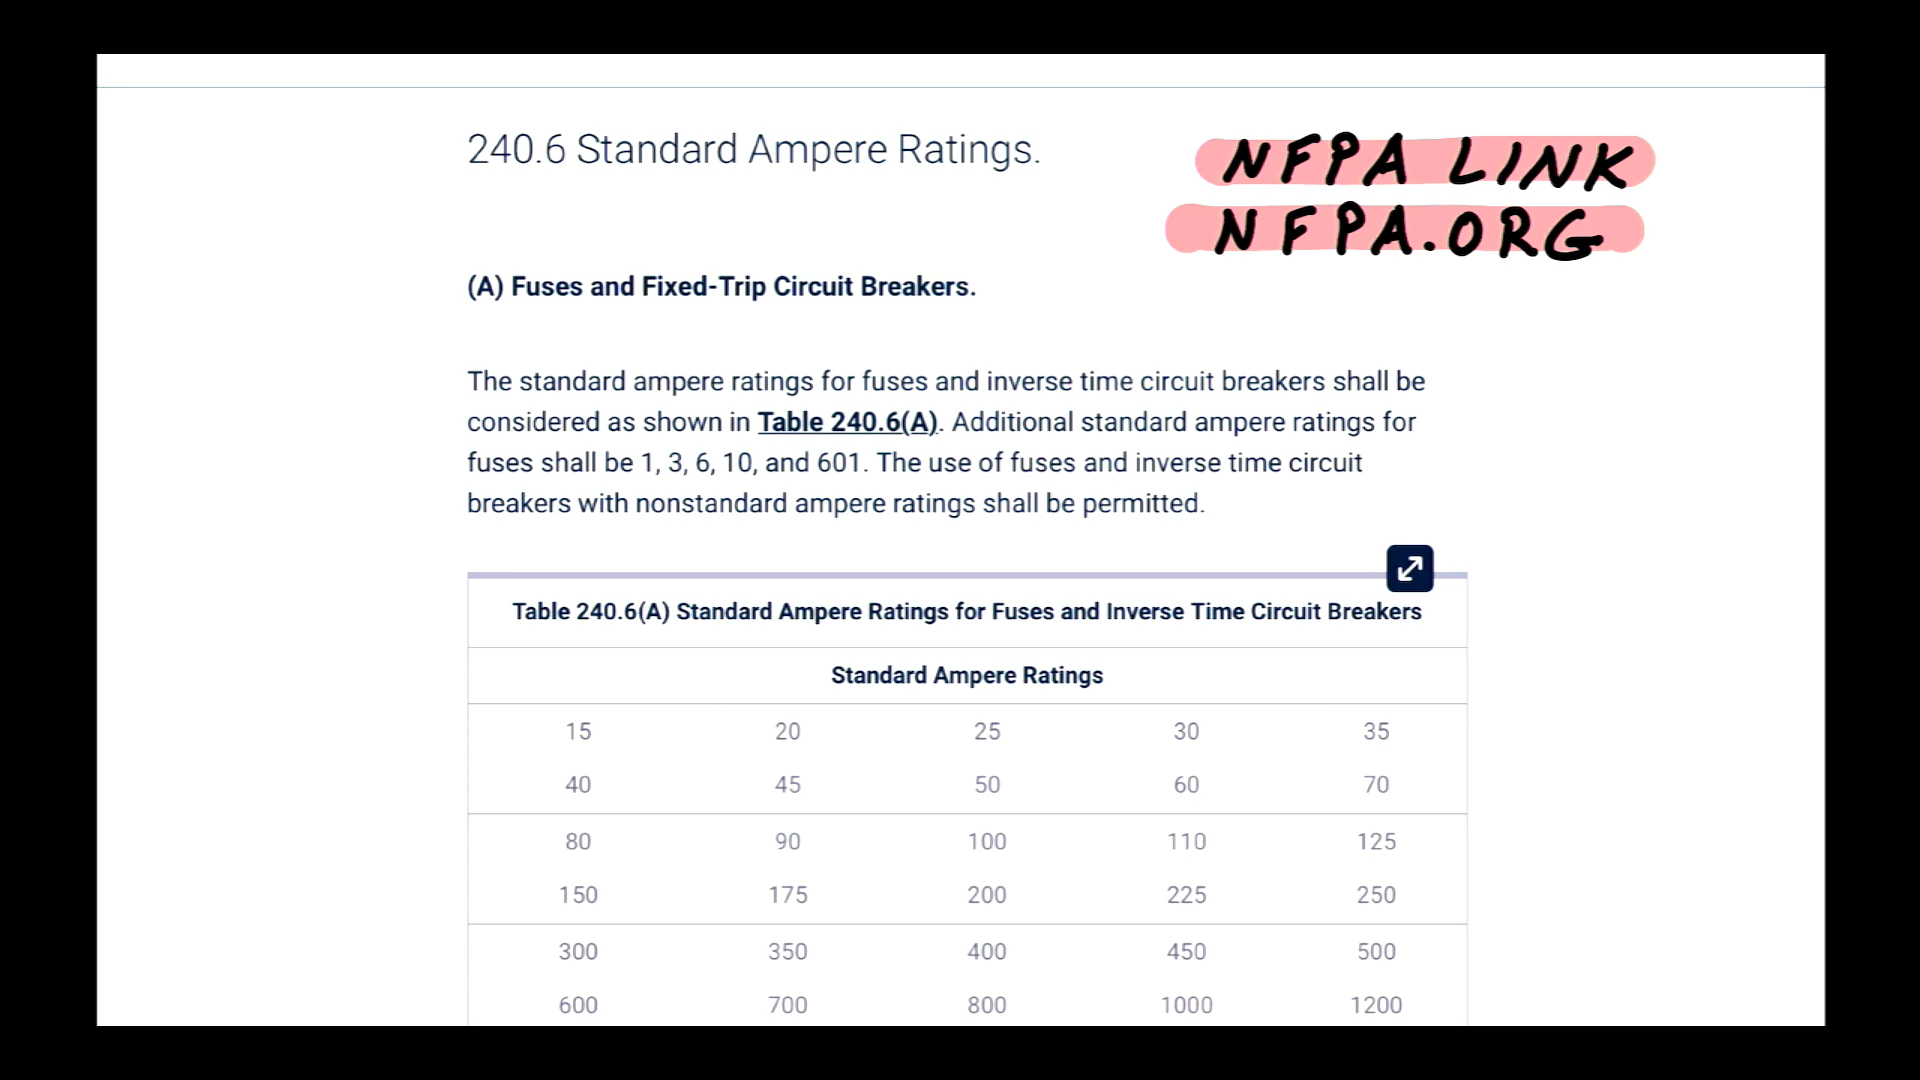 240.6 Standard Ampere Ratings.
NFPA LINK
NFPA.ORG
(A) Fuses and Fixed-Trip Circuit Breakers.
The standard ampere ratings for fuses and inverse time circuit breakers shall be
considered as shown in Table 240.6(A). Additional standard ampere ratings for
fuses shall be 1, 3, 6, 10, and 601. The use of fuses and inverse time circuit
breakers with nonstandard ampere ratings shall be permitted.
Table 240.6(A) Standard Ampere Ratings for Fuses and Inverse Time Circuit Breakers
Standard Ampere Ratings
15 20 25 30 35
40 45 50 60 70
80 90 100 110 125
150 175 200 225 250
300 350 400 450 500
600 700 800 1000 1200